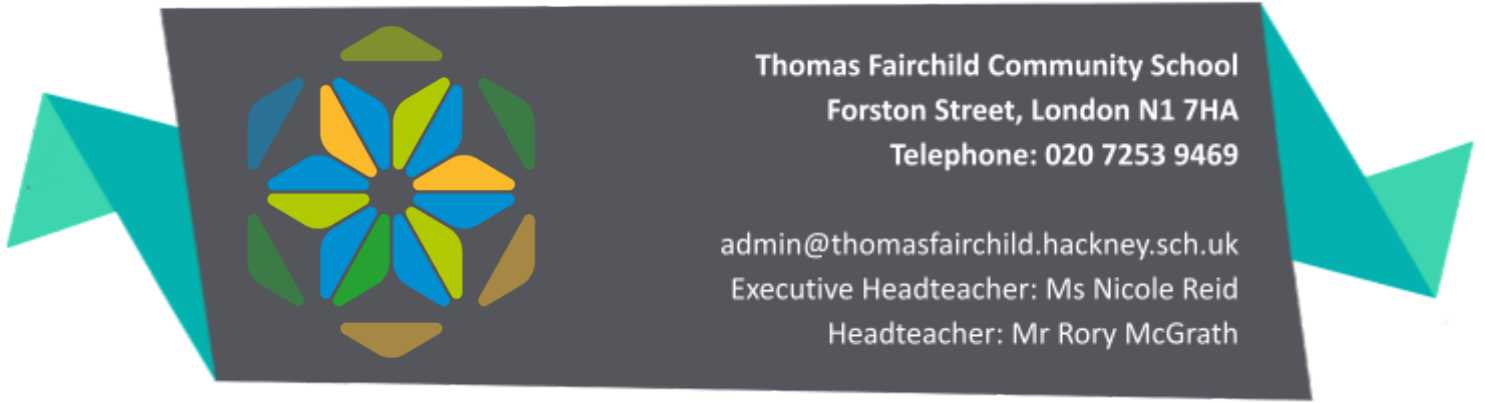 Thomas Fairchild Community School
Forston Street, London N1 7HA
Telephone: 020 7253 9469
admin@thomasfairchild.hackney.sch.uk
Executive Headteacher: Ms Nicole Reid
Headteacher: Mr Rory McGrath